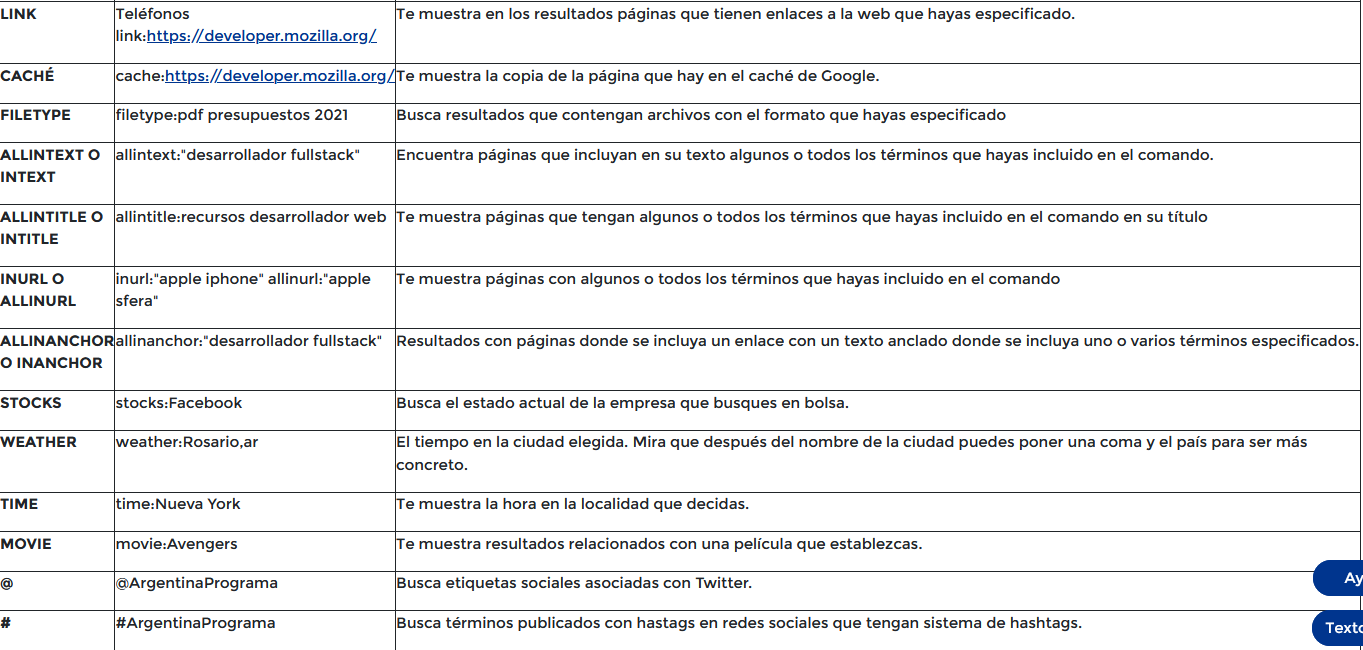 LINK
Teléfonos
link:https://developer.mozilla.org/
Te muestra en los resultados páginas que tienen enlaces a la web que hayas especificado.
CACHÉ
cache:https://developer.mozilla.org/
Te muestra la copia de la página que hay en el caché de Google.
FILETYPE
filetype:pdf presupuestos 2021
Busca resultados que contengan archivos con el formato que hayas especificado
ALLINTEXT O
INTEXT
allintext:"desarrollador fullstack"
Encuentra páginas que incluyan en su texto algunos o todos los términos que hayas incluido en el comando.
ALLINTITLE O
INTITLE
allintitle:recursos desarrollador web
Te muestra páginas que tengan algunos o todos los términos que hayas incluido en el comando en su título
INURL O
ALLINURL
inurl:"apple iphone" allinurl:"apple
sfera"
Te muestra páginas con algunos o todos los términos que hayas incluido en el comando
ALLINANCHOR
O INANCHOR
allinanchor:"desarrollador fullstack"
Resultados con páginas donde se incluya un enlace con un texto anclado donde se incluya uno o varios términos especificados.
STOCKS
stocks:Facebook
Busca el estado actual de la empresa que busques en bolsa.
WEATHER
weather:Rosario,ar
El tiempo en la ciudad elegida. Mira que después del nombre de la ciudad puedes poner una coma y el país para ser más
concreto.
TIME
time:Nueva York
Te muestra la hora en la localidad que decidas.
MOVIE
movie:Avengers
Te muestra resultados relacionados con una película que establezcas.
@
@ArgentinaPrograma
Busca etiquetas sociales asociadas con Twitter.
Ay
#
#ArgentinaPrograma
Busca términos publicados con hastags en redes sociales que tengan sistema de hashtags.
Texto